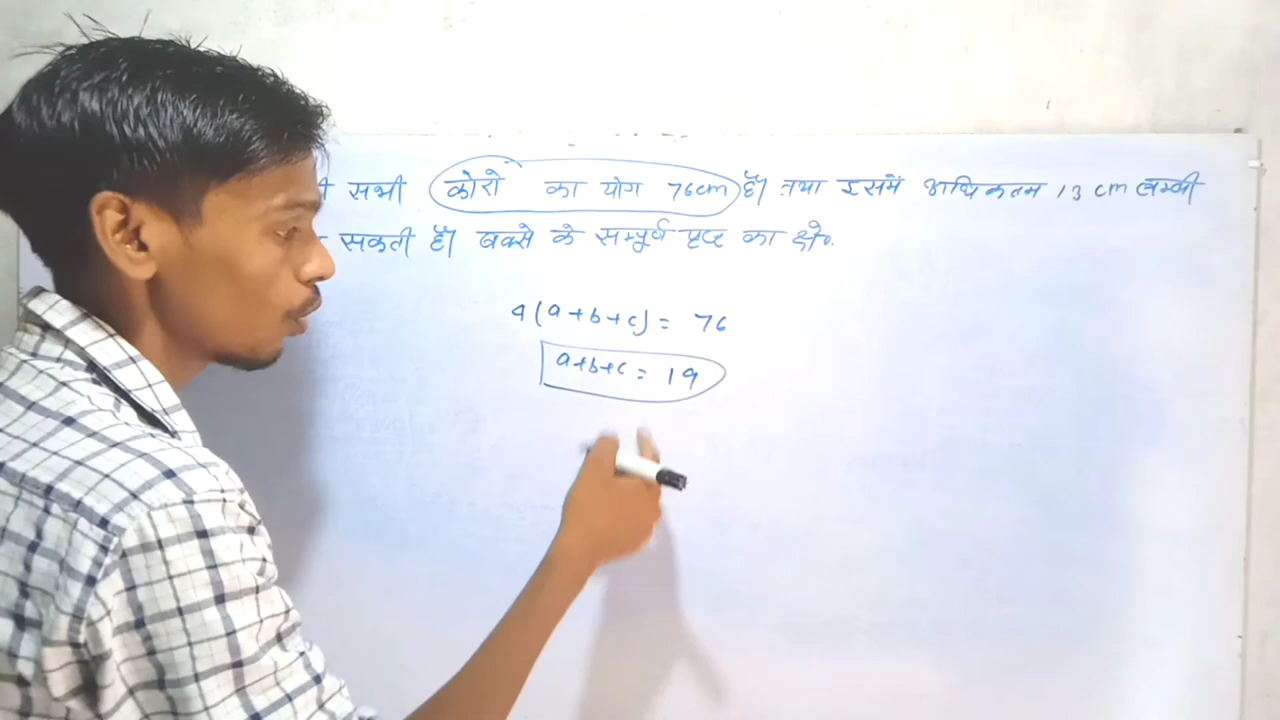 सभी कोरो का योग 76cm है। तथा इसमें अधिकतम 13 cm लम्बी
सकती है। बक्से के सम्पूर्ण पृष्ट का क्षे०.
4(a+b+c) = 76
a+b+c = 19